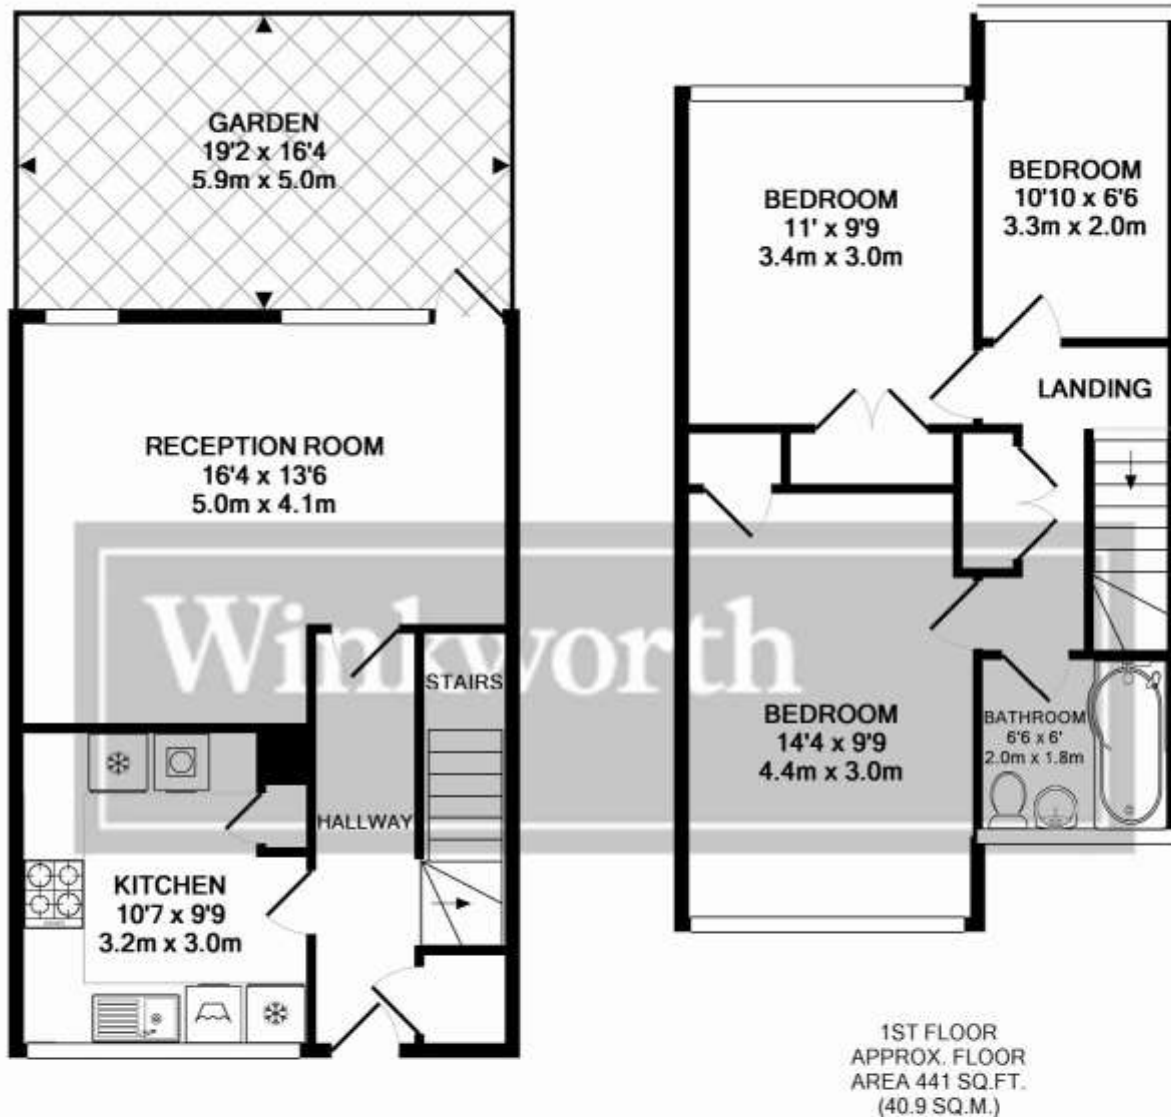 GARDEN
19'2 x 16'4
5.9m x 5.0m
RECEPTION ROOM
16'4 x 13'6
5.0m x 4.1m
STAIRS
HALLWAY
KITCHEN
10'7 x 9'9
3.2m x 3.0m
BEDROOM
11' x 9'9
3.4m x 3.0m
BEDROOM
10'10 x 6'6
3.3m x 2.0m
LANDING
Winkworth
BEDROOM
14'4 x 9'9
4.4m x 3.0m
BATHROOM
6'6 x 6'
2.0m x 1.8m
1ST FLOOR
APPROX. FLOOR
AREA 441 SQ.FT.
(40.9 SQ.M.)